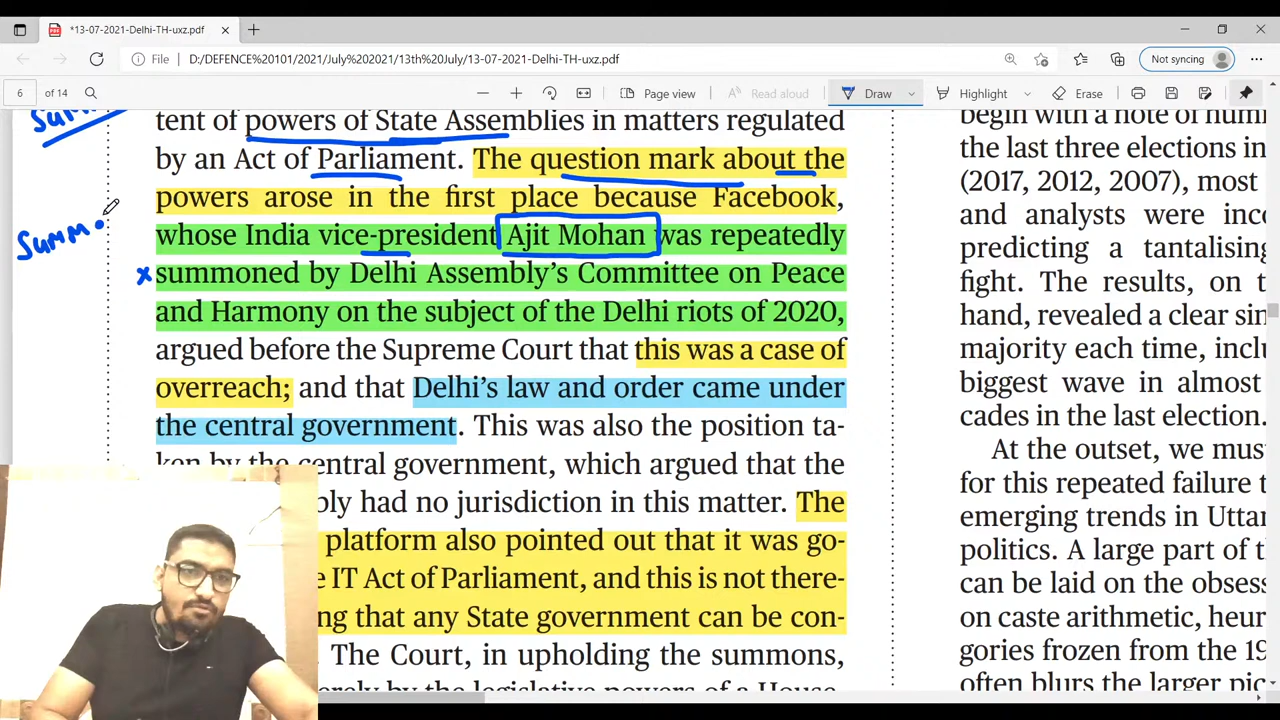 *13-07-2021-Delhi-TH-uxz.pdf
File D:/DEFENCE%20101/2021/July%202021/13th%20July/13-07-2021-Delhi-TH-uxz.pdf
Not syncing
6 of 14
Page view
Read aloud
Draw
Highlight
Erase
tent of powers of State Assemblies in matters regulated
by an Act of Parliament. The question mark about the
powers arose in the first place because Facebook,
whose India vice-president Ajit Mohan was repeatedly
summoned by Delhi Assembly's Committee on Peace
and Harmony on the subject of the Delhi riots of 2020,
argued before the Supreme Court that this was a case of
overreach; and that Delhi's law and order came under
the central government. This was also the position ta-
ken by the central government, which argued that the
bly had no jurisdiction in this matter. The
platform also pointed out that it was go-
e IT Act of Parliament, and this is not there-
ng that any State government can be con-
The Court, in upholding the summons,
erely by the legislative powers of a House,
Summ
begin with a note of humi
the last three elections in
(2017, 2012, 2007), most
and analysts were inco
predicting a tantalising
fight. The results, on t
hand, revealed a clear sin
majority each time, inclu
biggest wave in almost
cades in the last election.
At the outset, we mus
for this repeated failure t
emerging trends in Uttar
politics. A large part of t
can be laid on the obses
on caste arithmetic, heur
gories frozen from the 19
often blurs the larger pic